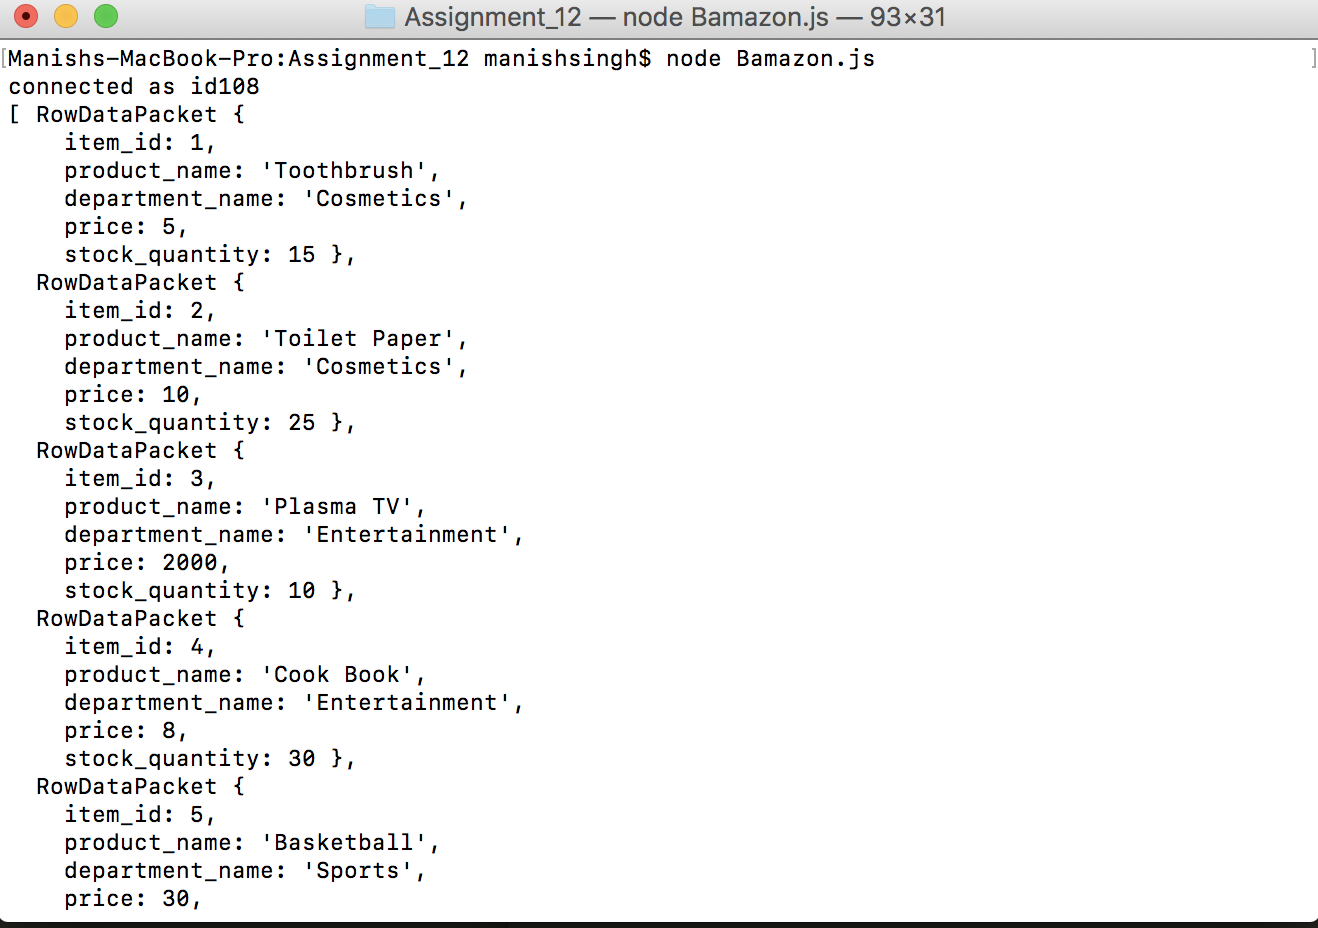 Assignment_12 — node Bamazon.js — 93×31
[Manishs-MacBook-Pro:Assignment_12 manishsingh$ node Bamazon.js ]
connected as id108
[ RowDataPacket {
    item_id: 1,
    product_name: 'Toothbrush',
    department_name: 'Cosmetics',
    price: 5,
    stock_quantity: 15 },
  RowDataPacket {
    item_id: 2,
    product_name: 'Toilet Paper',
    department_name: 'Cosmetics',
    price: 10,
    stock_quantity: 25 },
  RowDataPacket {
    item_id: 3,
    product_name: 'Plasma TV',
    department_name: 'Entertainment',
    price: 2000,
    stock_quantity: 10 },
  RowDataPacket {
    item_id: 4,
    product_name: 'Cook Book',
    department_name: 'Entertainment',
    price: 8,
    stock_quantity: 30 },
  RowDataPacket {
    item_id: 5,
    product_name: 'Basketball',
    department_name: 'Sports',
    price: 30,